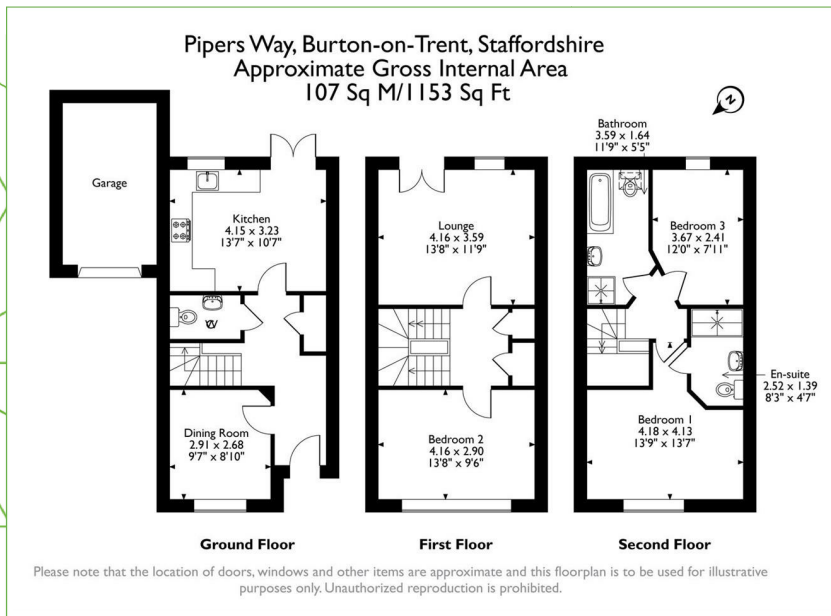 Pipers Way, Burton-on-Trent, Staffordshire
Approximate Gross Internal Area
107 Sq M/1153 Sq Ft
N
Garage
Kitchen
4.15 x 3.23
13'7" x 10'7"
W
Dining Room
2.91 x 2.68
9'7" x 8'10"
Ground Floor
Lounge
4.16 x 3.59
13'8" x 11'9"
Bedroom 2
4.16 x 2.90
13'8" x 9'6"
First Floor
Bathroom
3.59 x 1.64
11'9" x 5'5"
Bedroom 3
3.67 x 2.41
12'0" x 7'11"
En-suite
2.52 x 1.39
8'3" x 4'7"
Bedroom 1
4.18 x 4.13
13'9" x 13'7"
Second Floor
Please note that the location of doors, windows and other items are approximate and this floorplan is to be used for illustrative
purposes only. Unauthorized reproduction is prohibited.